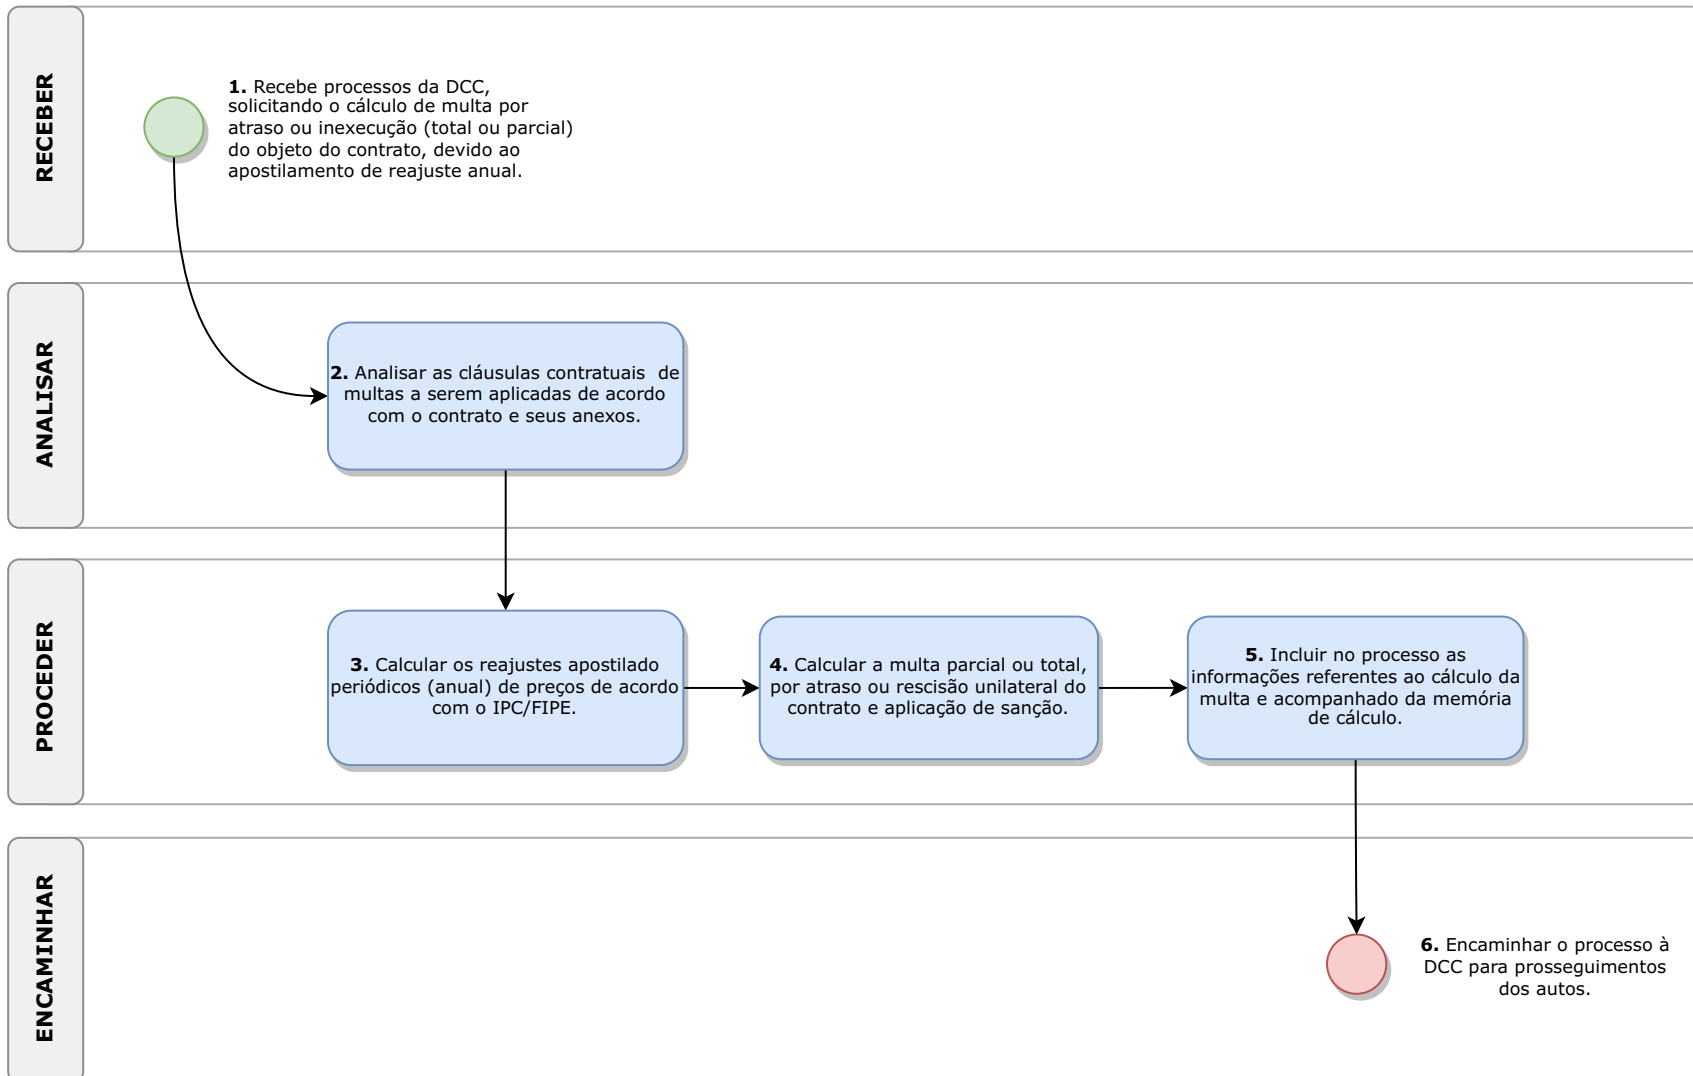 RECEBER
1. Recebe processos da DCC,
solicitando o cálculo de multa por
atraso ou inexecução (total ou parcial)
do objeto do contrato, devido ao
apostilamento de reajuste anual.
ANALISAR
2. Analisar as cláusulas contratuais  de
multas a serem aplicadas de acordo
com o contrato e seus anexos.
PROCEDER
3. Calcular os reajustes apostilado
periódicos (anual) de preços de acordo
com o IPC/FIPE.
4. Calcular a multa parcial ou total,
por atraso ou rescisão unilateral do
contrato e aplicação de sanção.
5. Incluir no processo as
informações referentes ao cálculo da
multa e acompanhado da memória
de cálculo.
ENCAMINHAR
6. Encaminhar o processo à
DCC para prosseguimentos
dos autos.